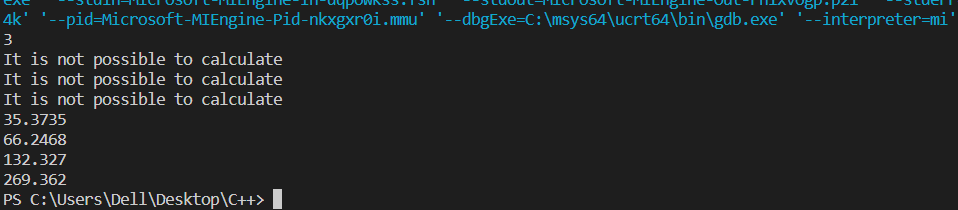 4k' '--pid=Microsoft-MIEngine-Pid-nkxgxr0i.mmu' '--dbgExe=C:\msys64\ucrt64\bin\gdb.exe' '--interpreter=mi'
3
It is not possible to calculate
It is not possible to calculate
It is not possible to calculate
35.3735
66.2468
132.327
269.362
PS C:\Users\Dell\Desktop\C++>